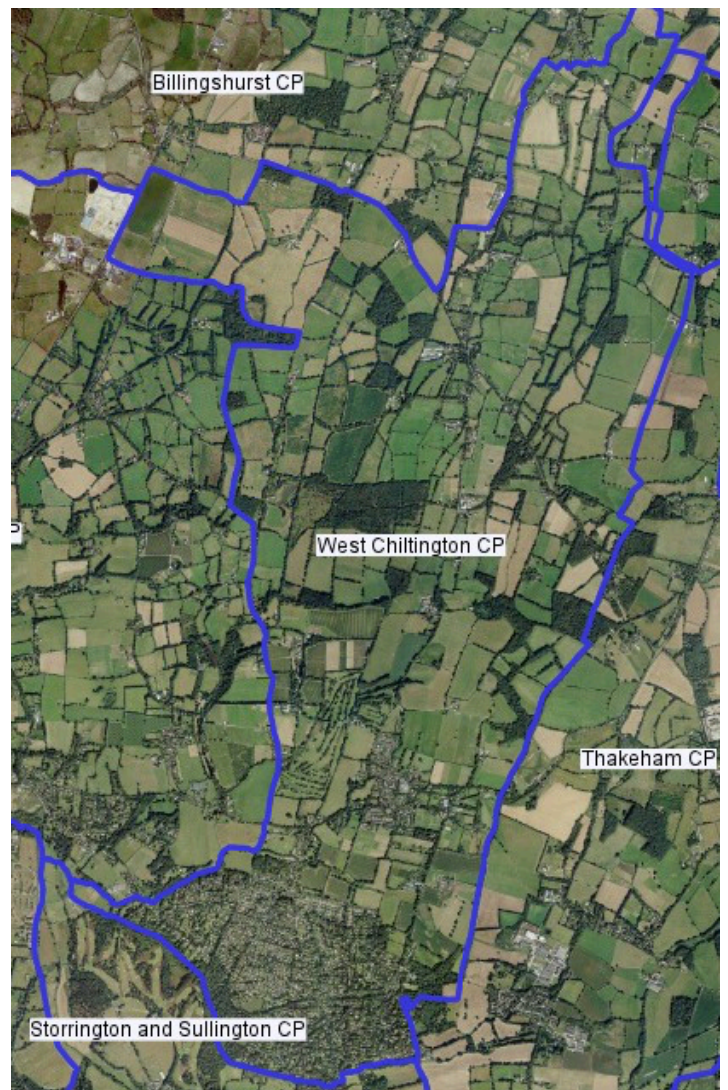 Billingshurst CP
West Chiltington CP
P
Thakeham CP
Storrington and Sullington CP